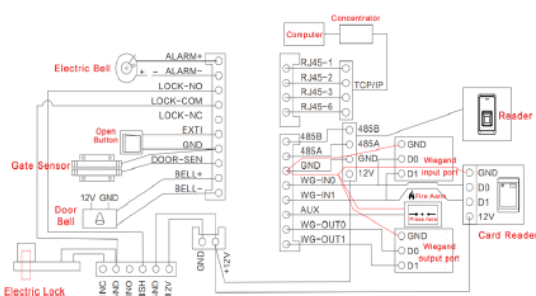 Concentrator
Computer
ALARM+
Electric Bell
+ - ALARM-
LOCK-NO
LOCK-COM
LOCK-NC
Open
Button
EXTI
GND
Gate Sensor
DOOR-SEN
BELL+
BELL-
12V GND
Door
Bell
GND
+12V
Electric Lock
NC
GND
NO
PUSH
GND
12V
RJ45-1
RJ45-2
RJ45-3
RJ45-6
TCP/IP
485B
485A
GND
WG-IN0
WG-IN1
AUX
WG-OUT0
WG-OUT1
485B
485A
GND
12V
Reader
GND
D0
D1
Wiegand
input port
Fire Alarm
Press here
GND
D0
D1
Wiegand
output port
GND
D0
D1
12V
Card Reader